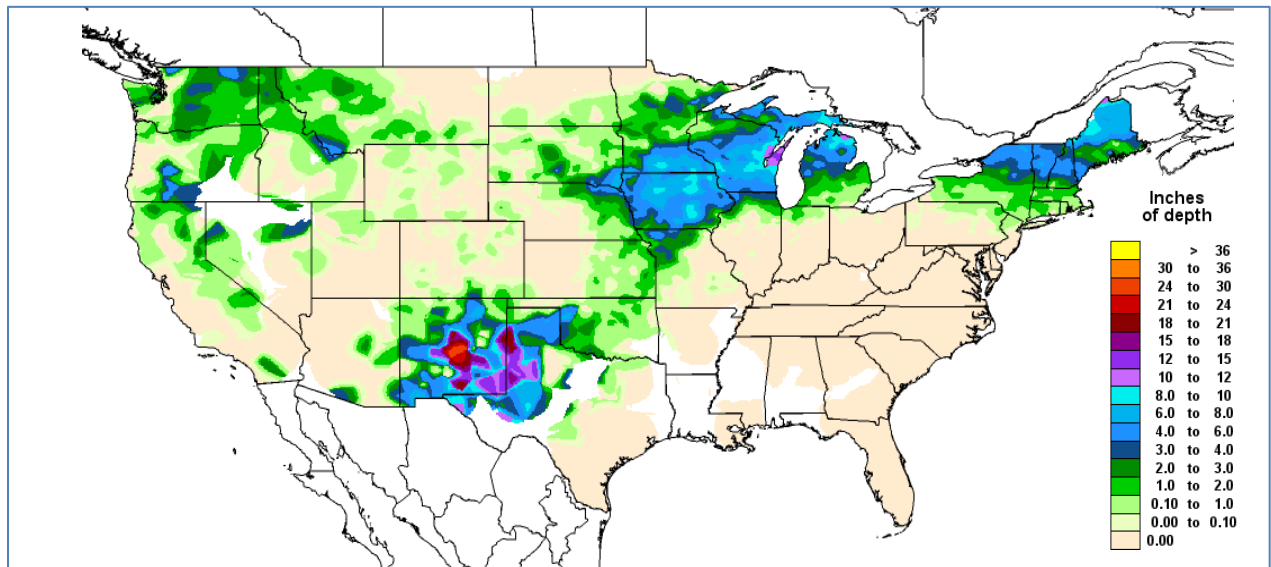 Inches
of depth
> 36
30 to 36
24 to 30
21 to 24
18 to 21
15 to 18
12 to 15
10 to 12
8.0 to 10
6.0 to 8.0
4.0 to 6.0
3.0 to 4.0
2.0 to 3.0
1.0 to 2.0
0.10 to 1.0
0.00 to 0.10
0.00